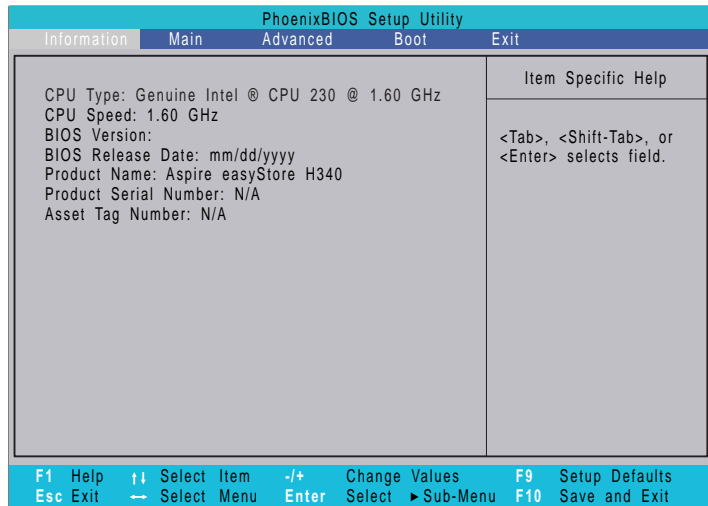 PhoenixBIOS Setup Utility
Information Main Advanced Boot Exit
CPU Type: Genuine Intel ® CPU 230 @ 1.60 GHz
CPU Speed: 1.60 GHz
BIOS Version:
BIOS Release Date: mm/dd/yyyy
Product Name: Aspire easyStore H340
Product Serial Number: N/A
Asset Tag Number: N/A
Item Specific Help
<Tab>, <Shift-Tab>, or
<Enter> selects field.
F1 Help ↑↓ Select Item -/+ Change Values F9 Setup Defaults
Esc Exit ↔ Select Menu Enter Select ►Sub-Menu F10 Save and Exit